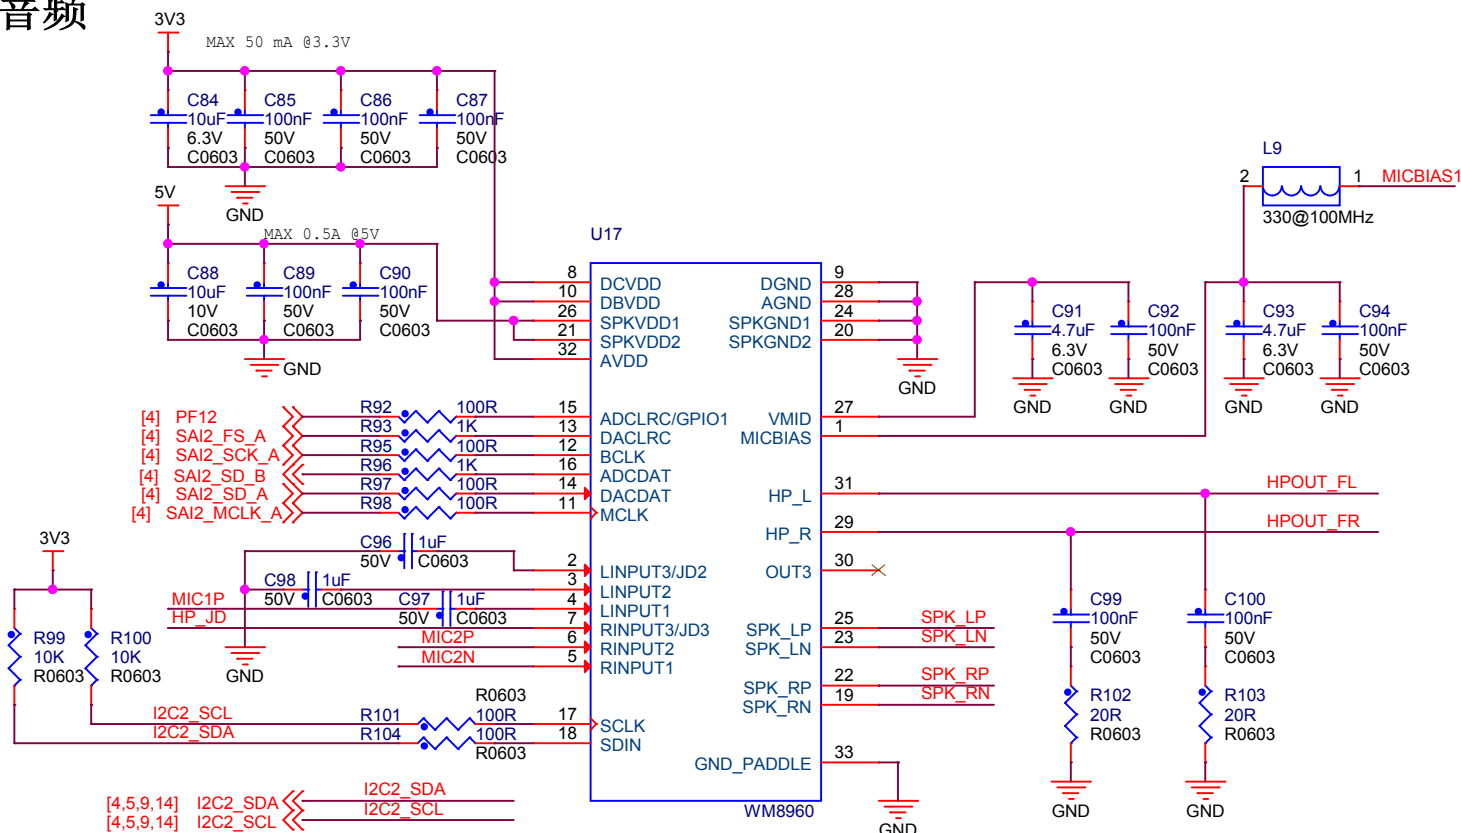 音频
3V3
MAX 50 mA @3.3V
C84
10uF
6.3V
C0603
C85
100nF
50V
C0603
C86
100nF
50V
C0603
C87
100nF
50V
C0603
GND
5V
MAX 0.5A @5V
C88
10uF
10V
C0603
C89
100nF
50V
C0603
C90
100nF
50V
C0603
GND
L9
2
1
MICBIAS1
330@100MHz
U17
8
DCVDD
10
DBVDD
26
SPKVDD1
21
SPKVDD2
32
AVDD
DGND
9
AGND
28
SPKGND1
24
SPKGND2
20
GND
C91
4.7uF
6.3V
C0603
GND
C92
100nF
50V
C0603
GND
C93
4.7uF
6.3V
C0603
GND
C94
100nF
50V
C0603
GND
[4] PF12
R92
100R
15
ADCLRC/GPIO1
[4] SAI2_FS_A
R93
1K
13
DACLRC
[4] SAI2_SCK_A
R95
100R
12
BCLK
[4] SAI2_SD_B
R96
1K
16
ADCDAT
[4] SAI2_SD_A
R97
100R
14
DACDAT
[4] SAI2_MCLK_A
R98
100R
11
MCLK
VMID
27
MICBIAS
1
HP_L
31
HPOUT_FL
HP_R
29
HPOUT_FR
OUT3
30
3V3
C96
1uF
50V
C0603
2
LINPUT3/JD2
C98
1uF
50V
C0603
3
LINPUT2
MIC1P
C97
1uF
50V
C0603
4
LINPUT1
HP_JD
7
RINPUT3/JD3
MIC2P
6
RINPUT2
MIC2N
5
RINPUT1
GND
R99
10K
R0603
R100
10K
R0603
SPK_LP
25
SPK_LP
SPK_LN
23
SPK_LN
SPK_RP
22
SPK_RP
SPK_RN
19
SPK_RN
C99
100nF
50V
C0603
R102
20R
R0603
GND
C100
100nF
50V
C0603
R103
20R
R0603
GND
I2C2_SCL
R101
R0603
100R
17
SCLK
I2C2_SDA
R104
100R
R0603
18
SDIN
GND_PADDLE
33
GND
WM8960
[4,5,9,14] I2C2_SDA
I2C2_SDA
[4,5,9,14] I2C2_SCL
I2C2_SCL